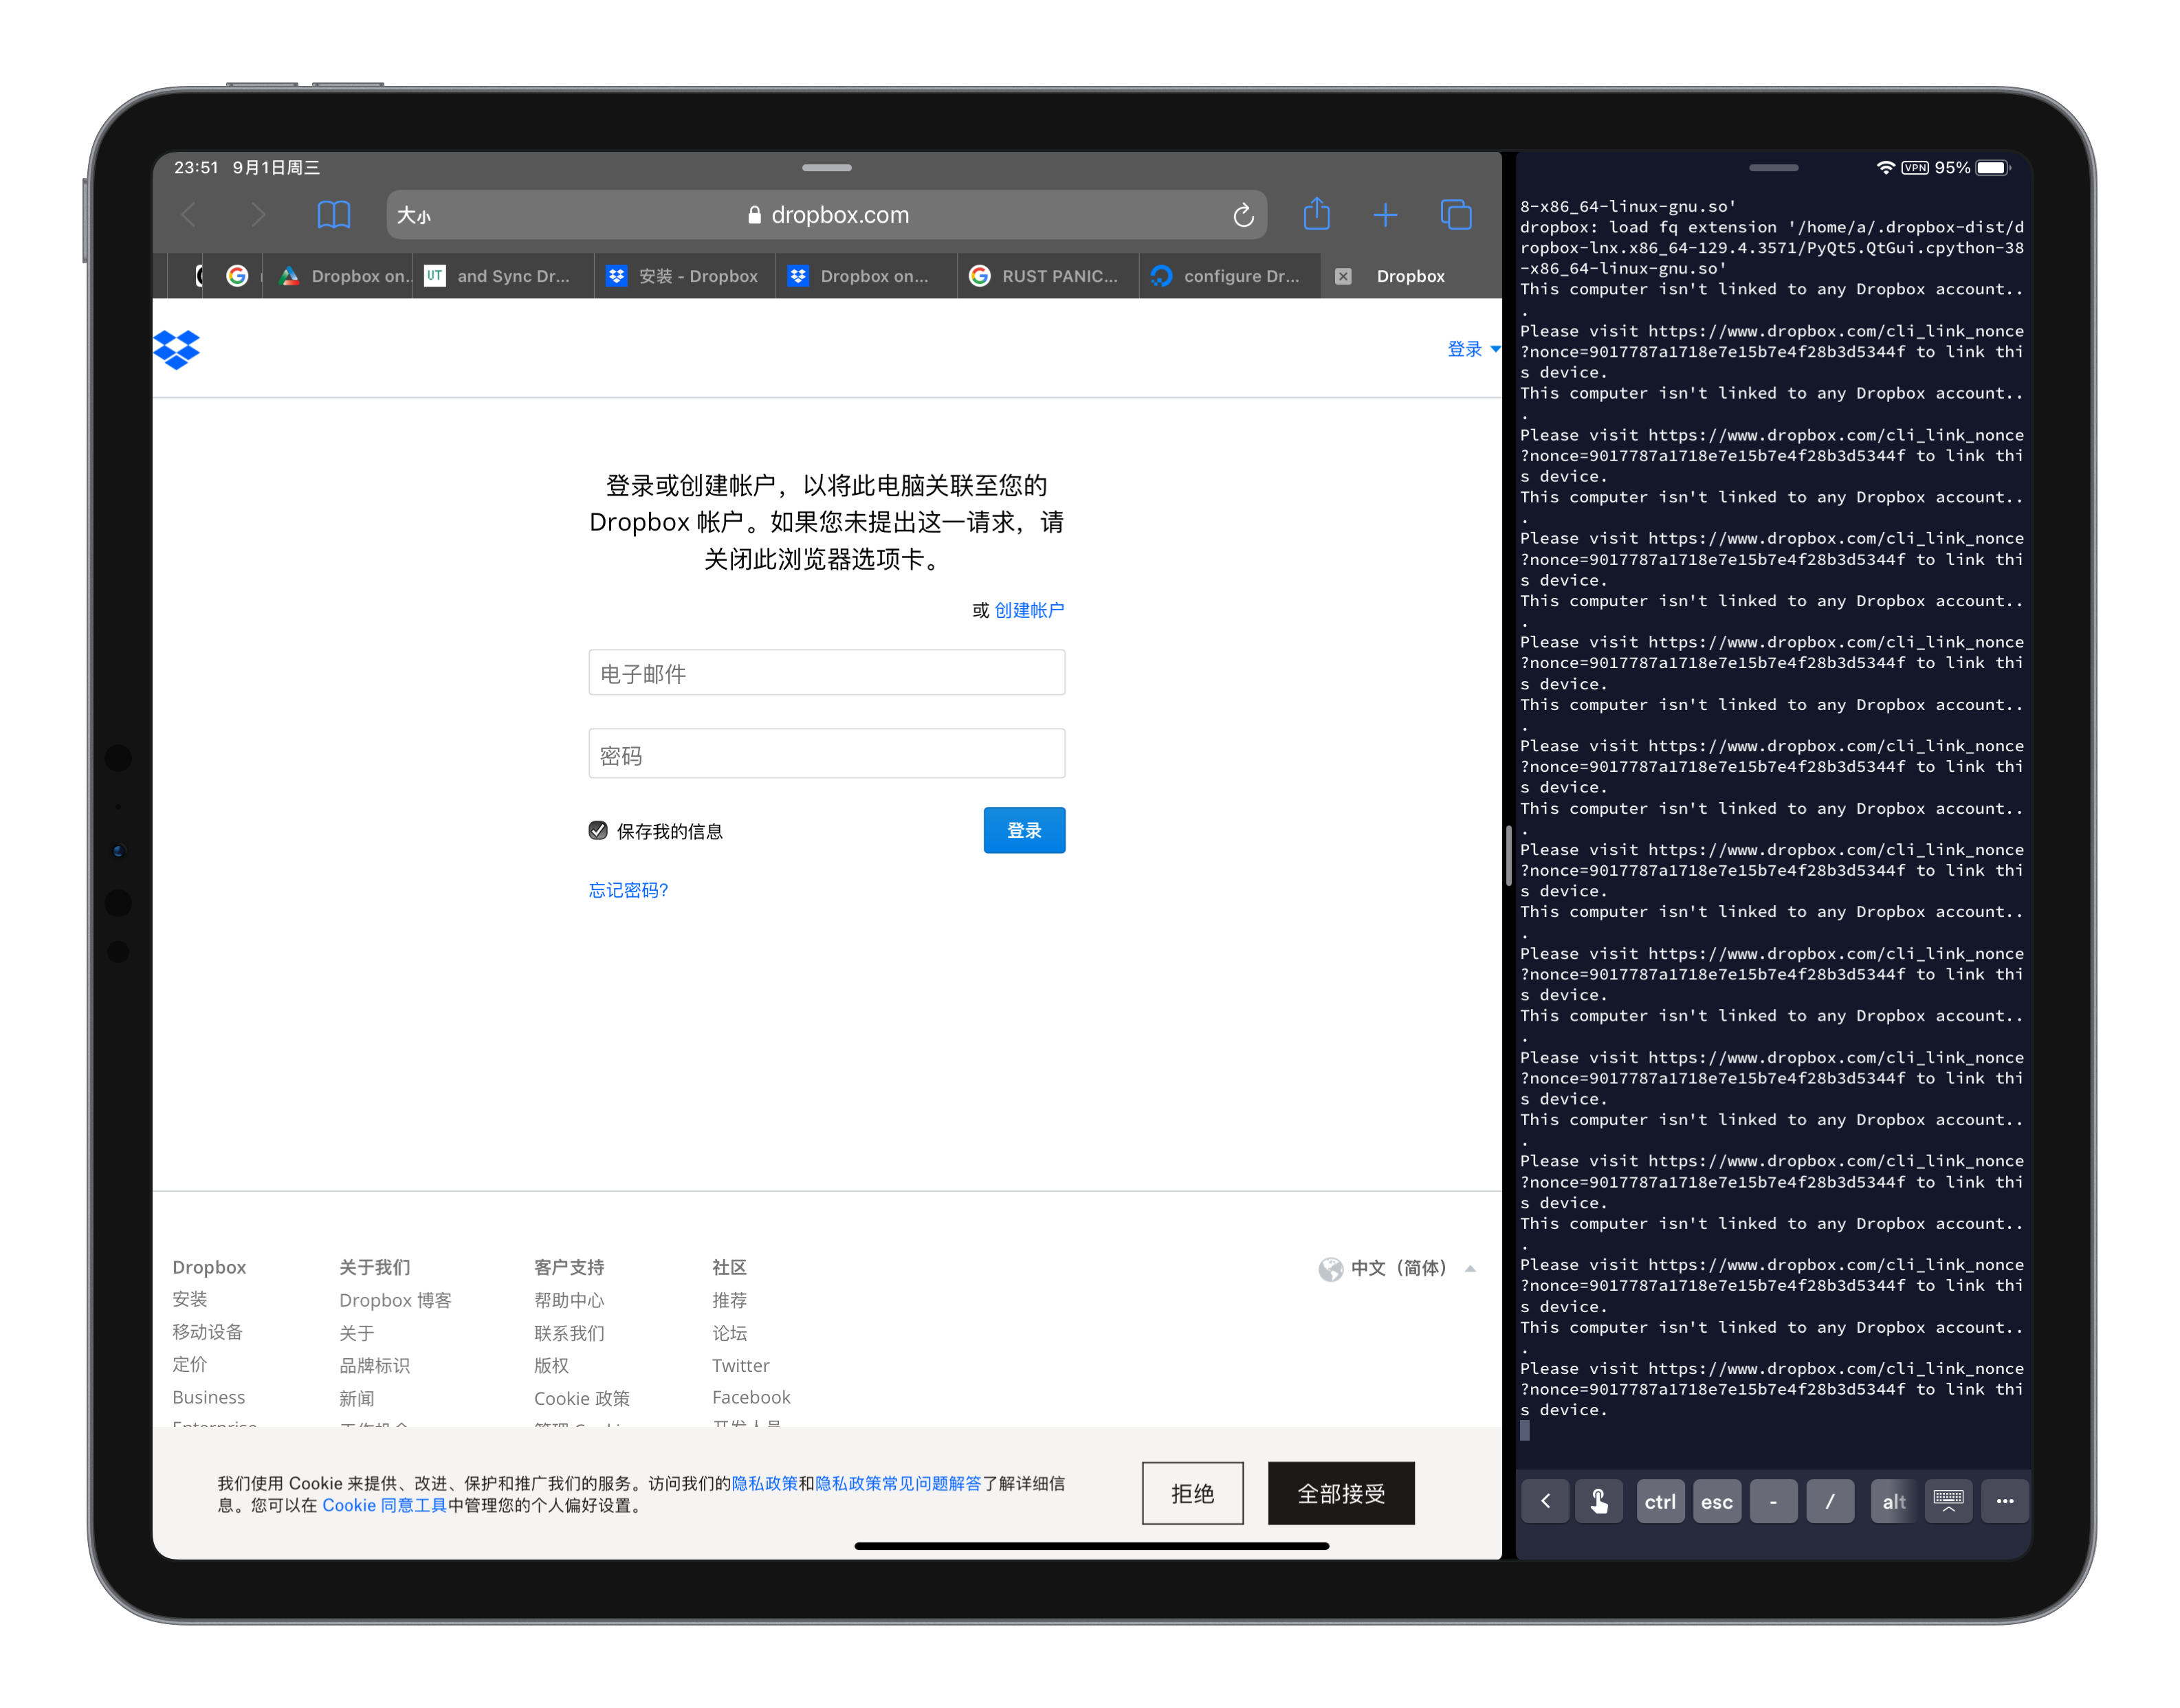 23:51 9月1日周三
大小
dropbox.com
Dropbox on...
UT and Sync Dr...
安装 - Dropbox
Dropbox on...
RUST PANIC...
configure Dr...
Dropbox
登录
登录或创建帐户，以将此电脑关联至您的
Dropbox 帐户。如果您未提出这一请求，请
关闭此浏览器选项卡。
或 创建帐户
电子邮件
密码
保存我的信息
登录
忘记密码?
Dropbox
安装
移动设备
定价
Business
关于我们
Dropbox 博客
关于
品牌标识
新闻
客户支持
帮助中心
联系我们
版权
Cookie 政策
社区
推荐
论坛
Twitter
Facebook
中文（简体）
我们使用 Cookie 来提供、改进、保护和推广我们的服务。访问我们的隐私政策和隐私政策常见问题解答了解详细信
息。您可以在 Cookie 同意工具中管理您的个人偏好设置。
拒绝
全部接受
VPN 95%
8-x86_64-linux-gnu.so'
dropbox: load fq extension '/home/a/.dropbox-dist/d
ropbox-lnx.x86_64-129.4.3571/PyQt5.QtGui.cpython-38
-x86_64-linux-gnu.so'
This computer isn't linked to any Dropbox account..
.
Please visit https://www.dropbox.com/cli_link_nonce
?nonce=9017787a1718e7e15b7e4f28b3d5344f to link thi
s device.
This computer isn't linked to any Dropbox account..
.
Please visit https://www.dropbox.com/cli_link_nonce
?nonce=9017787a1718e7e15b7e4f28b3d5344f to link thi
s device.
This computer isn't linked to any Dropbox account..
.
Please visit https://www.dropbox.com/cli_link_nonce
?nonce=9017787a1718e7e15b7e4f28b3d5344f to link thi
s device.
This computer isn't linked to any Dropbox account..
.
Please visit https://www.dropbox.com/cli_link_nonce
?nonce=9017787a1718e7e15b7e4f28b3d5344f to link thi
s device.
This computer isn't linked to any Dropbox account..
.
Please visit https://www.dropbox.com/cli_link_nonce
?nonce=9017787a1718e7e15b7e4f28b3d5344f to link thi
s device.
This computer isn't linked to any Dropbox account..
.
Please visit https://www.dropbox.com/cli_link_nonce
?nonce=9017787a1718e7e15b7e4f28b3d5344f to link thi
s device.
This computer isn't linked to any Dropbox account..
.
Please visit https://www.dropbox.com/cli_link_nonce
?nonce=9017787a1718e7e15b7e4f28b3d5344f to link thi
s device.
This computer isn't linked to any Dropbox account..
.
Please visit https://www.dropbox.com/cli_link_nonce
?nonce=9017787a1718e7e15b7e4f28b3d5344f to link thi
s device.
This computer isn't linked to any Dropbox account..
.
Please visit https://www.dropbox.com/cli_link_nonce
?nonce=9017787a1718e7e15b7e4f28b3d5344f to link thi
s device.
This computer isn't linked to any Dropbox account..
.
Please visit https://www.dropbox.com/cli_link_nonce
?nonce=9017787a1718e7e15b7e4f28b3d5344f to link thi
s device.
This computer isn't linked to any Dropbox account..
.
Please visit https://www.dropbox.com/cli_link_nonce
?nonce=9017787a1718e7e15b7e4f28b3d5344f to link thi
s device.
ctrl esc - / alt ...